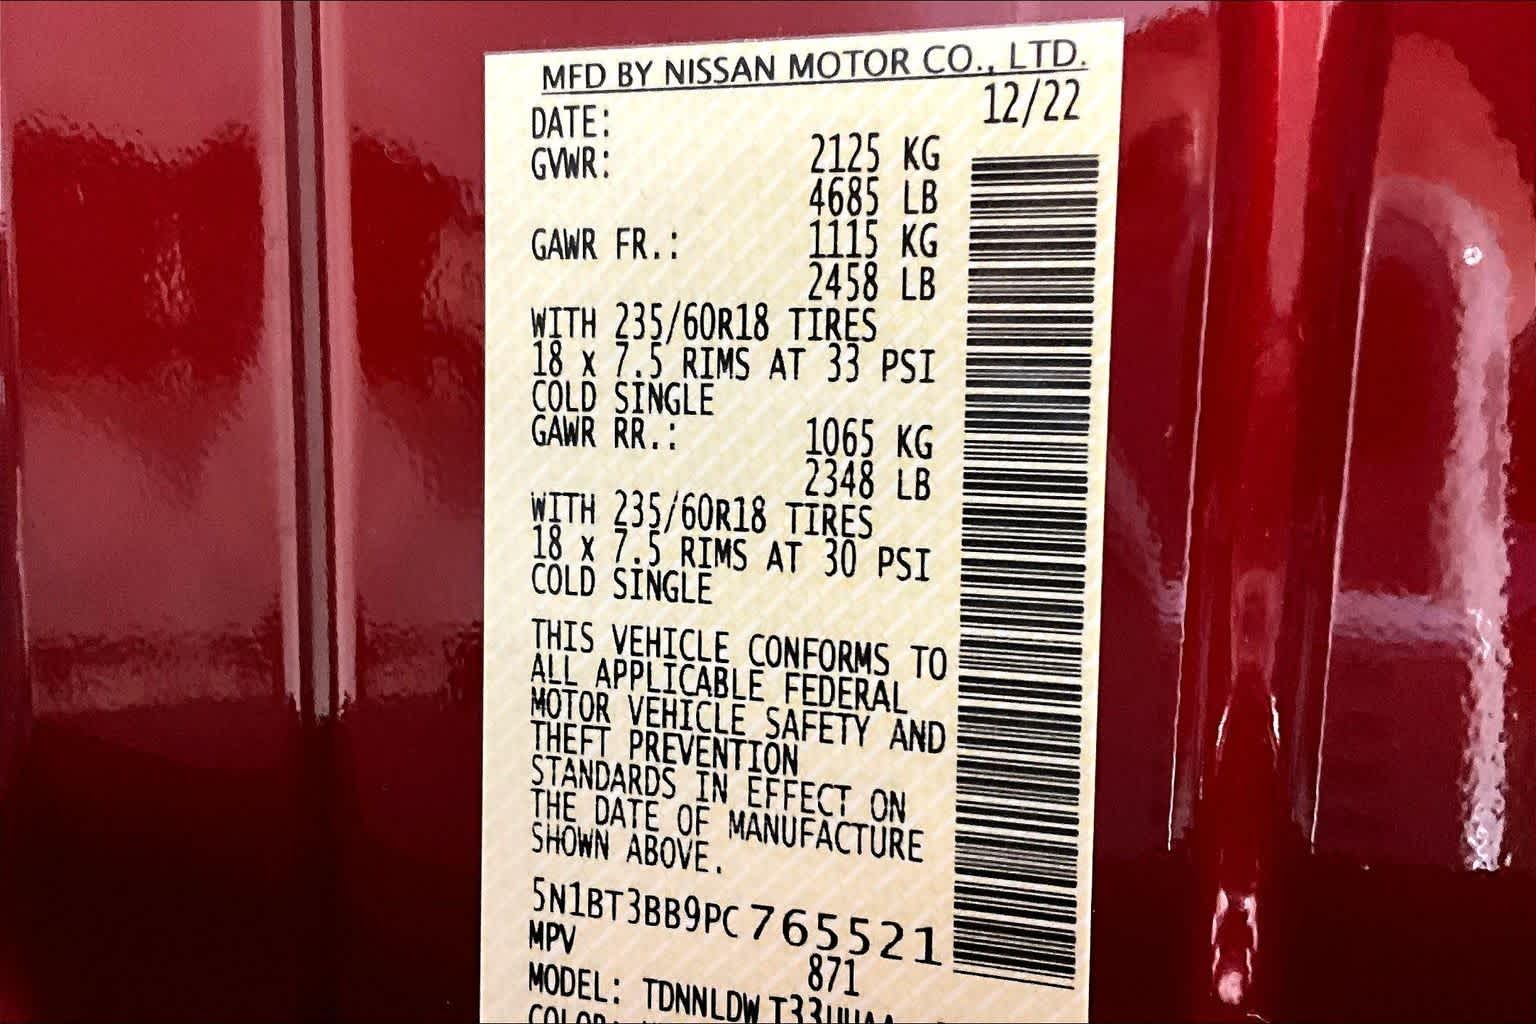 MFD BY NISSAN MOTOR CO., LTD.
DATE: 12/22
GVWR: 2125 KG
4685 LB
GAWR FR.: 1115 KG
2458 LB
WITH 235/60R18 TIRES
18 x 7.5 RIMS AT 33 PSI
COLD SINGLE
GAWR RR.: 1065 KG
2348 LB
WITH 235/60R18 TIRES
18 x 7.5 RIMS AT 30 PSI
COLD SINGLE
THIS VEHICLE CONFORMS TO
ALL APPLICABLE FEDERAL
MOTOR VEHICLE SAFETY AND
THEFT PREVENTION
STANDARDS IN EFFECT ON
THE DATE OF MANUFACTURE
SHOWN ABOVE.
5N1BT3BB9PC765521
MPV 871
MODEL: TDNNLDW